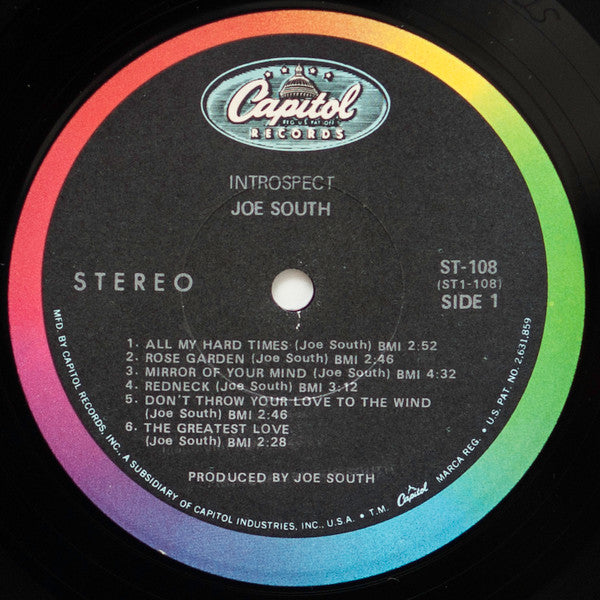 Capitol
REG. U.S. PAT. OFF.
RECORDS
INTROSPECT
JOE SOUTH
STEREO
ST-108
(ST1-108)
SIDE 1
1. ALL MY HARD TIMES (Joe South) BMI 2:52
2. ROSE GARDEN (Joe South) BMI 2:46
3. MIRROR OF YOUR MIND (Joe South) BMI 4:32
4. REDNECK (Joe South) BMI 3:12
5. DON'T THROW YOUR LOVE TO THE WIND
(Joe South) BMI 2:46
6. THE GREATEST LOVE
(Joe South) BMI 2:28
PRODUCED BY JOE SOUTH
MFD. BY CAPITOL RECORDS, INC., A SUBSIDIARY OF CAPITOL INDUSTRIES, INC., U.S.A. • T.M. Capitol MARCA REG. • U.S. PAT. NO. 2,631,859